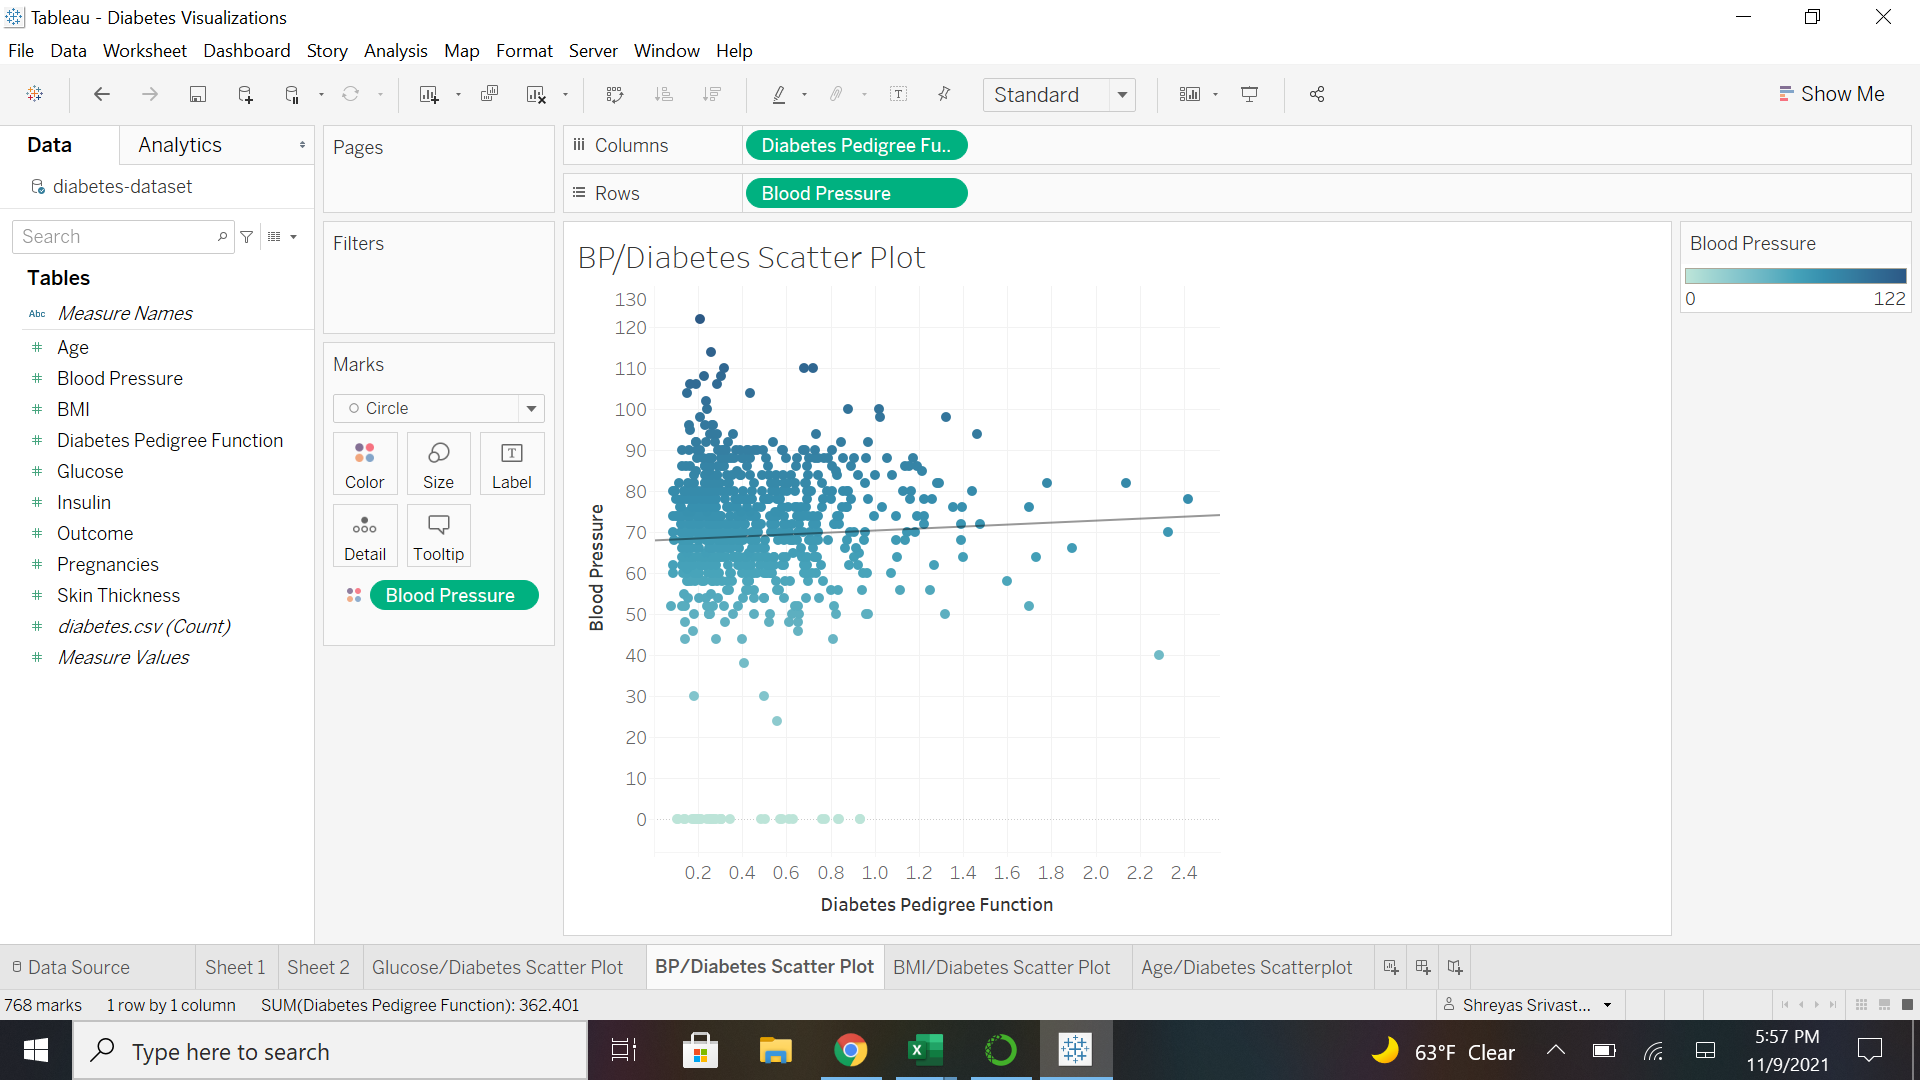 Tableau - Diabetes Visualizations
File Data Worksheet Dashboard Story Analysis Map Format Server Window Help
Standard
Show Me
Data
Analytics
diabetes-dataset
Search
Tables
Abc Measure Names
# Age
# Blood Pressure
# BMI
# Diabetes Pedigree Function
# Glucose
# Insulin
# Outcome
# Pregnancies
# Skin Thickness
# diabetes.csv (Count)
# Measure Values
Pages
Filters
Marks
Circle
Color
Size
T
Label
Detail
Tooltip
Blood Pressure
Columns
Diabetes Pedigree Fu..
Rows
Blood Pressure
BP/Diabetes Scatter Plot
130
120
110
100
90
80
70
60
50
40
30
20
10
0
Blood Pressure
0.2 0.4 0.6 0.8 1.0 1.2 1.4 1.6 1.8 2.0 2.2 2.4
Diabetes Pedigree Function
Blood Pressure
0 122
Data Source
Sheet 1
Sheet 2
Glucose/Diabetes Scatter Plot
BP/Diabetes Scatter Plot
BMI/Diabetes Scatter Plot
Age/Diabetes Scatterplot
768 marks 1 row by 1 column SUM(Diabetes Pedigree Function): 362.401
Shreyas Srivast...
Type here to search
63°F Clear
5:57 PM
11/9/2021